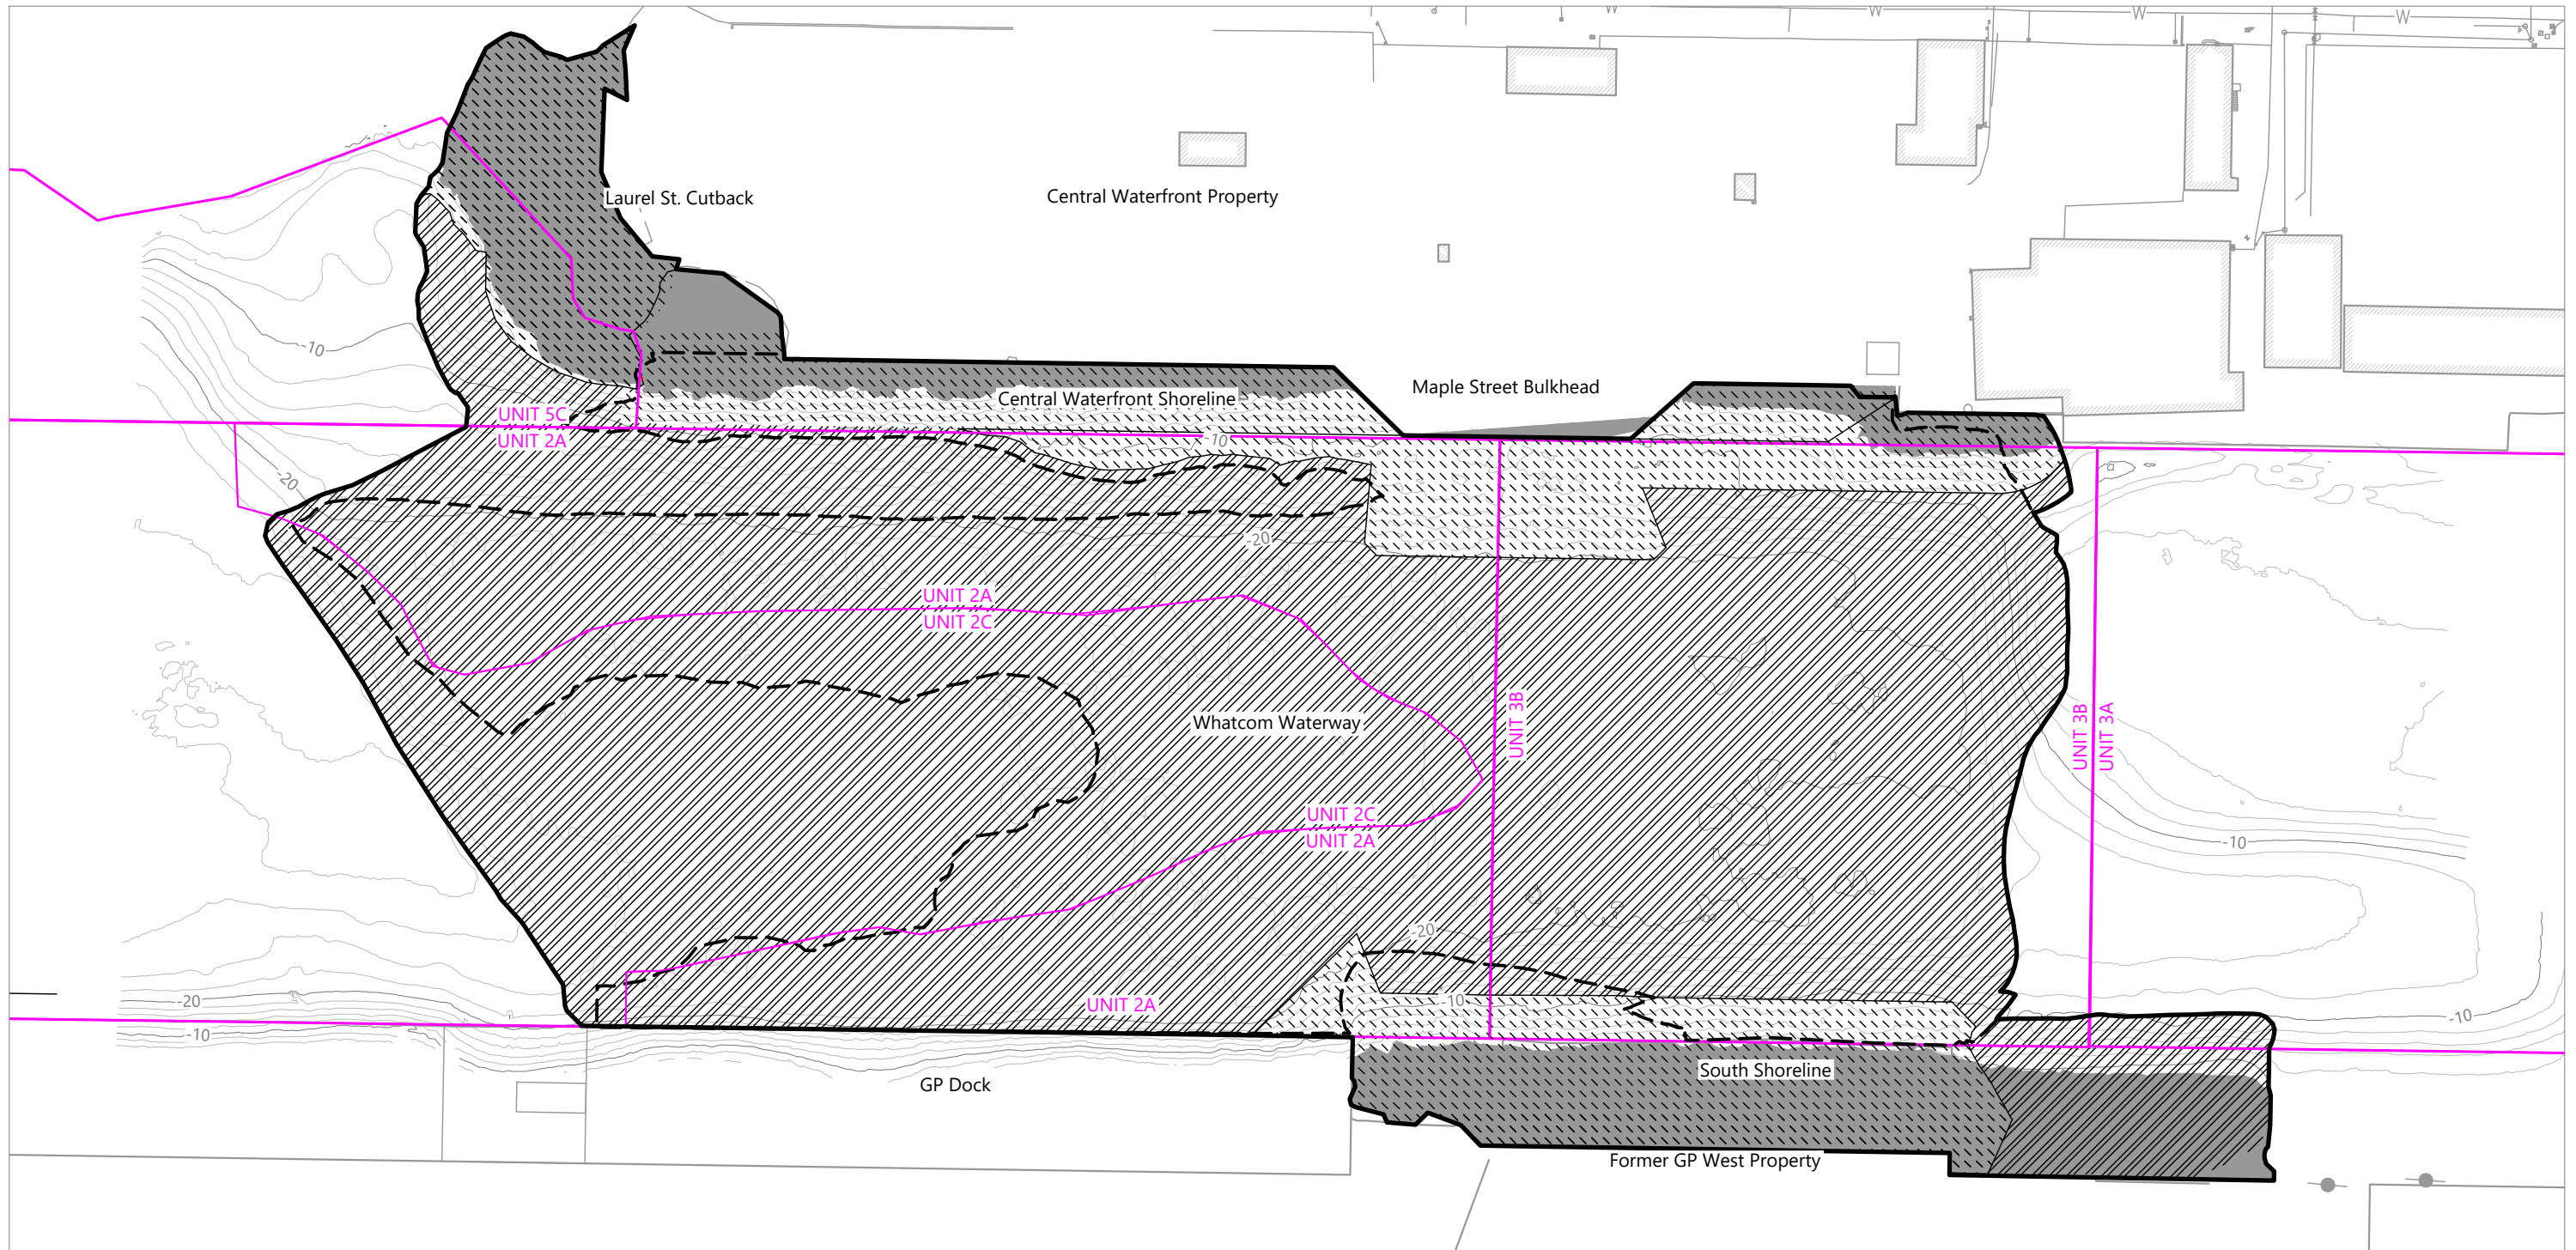 W
W
W
W
Laurel St. Cutback
Central Waterfront Property
-10
Maple Street Bulkhead
Central Waterfront Shoreline
UNIT 5C
UNIT 2A
-10
-20
-20
UNIT 2A
UNIT 2C
Whatcom Waterway
UNIT 3B
UNIT 3B
UNIT 3A
UNIT 2C
UNIT 2A
-10
-20
-20
-10
UNIT 2A
-10
-10
South Shoreline
GP Dock
Former GP West Property